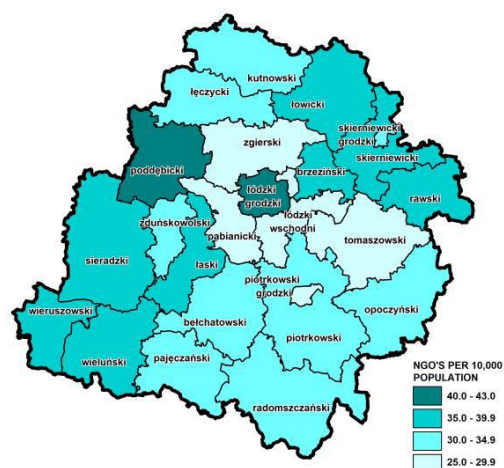 kutnowski
łęczycki
łowicki
skierniewicki
grodzki
skierniewicki
zgierski
brzeziński
rawski
poddębicki
łódzki
grodzki
łódzki
wschodni
zduńskowolski
pabianicki
tomaszowski
sieradzki
łaski
piotrkowski
grodzki
opoczyński
wieruszowski
bełchatowski
piotrkowski
wieluński
pajęczański
radomszczański
NGO'S PER 10,000
POPULATION
40.0 - 43.0
35.0 - 39.9
30.0 - 34.9
25.0 - 29.9